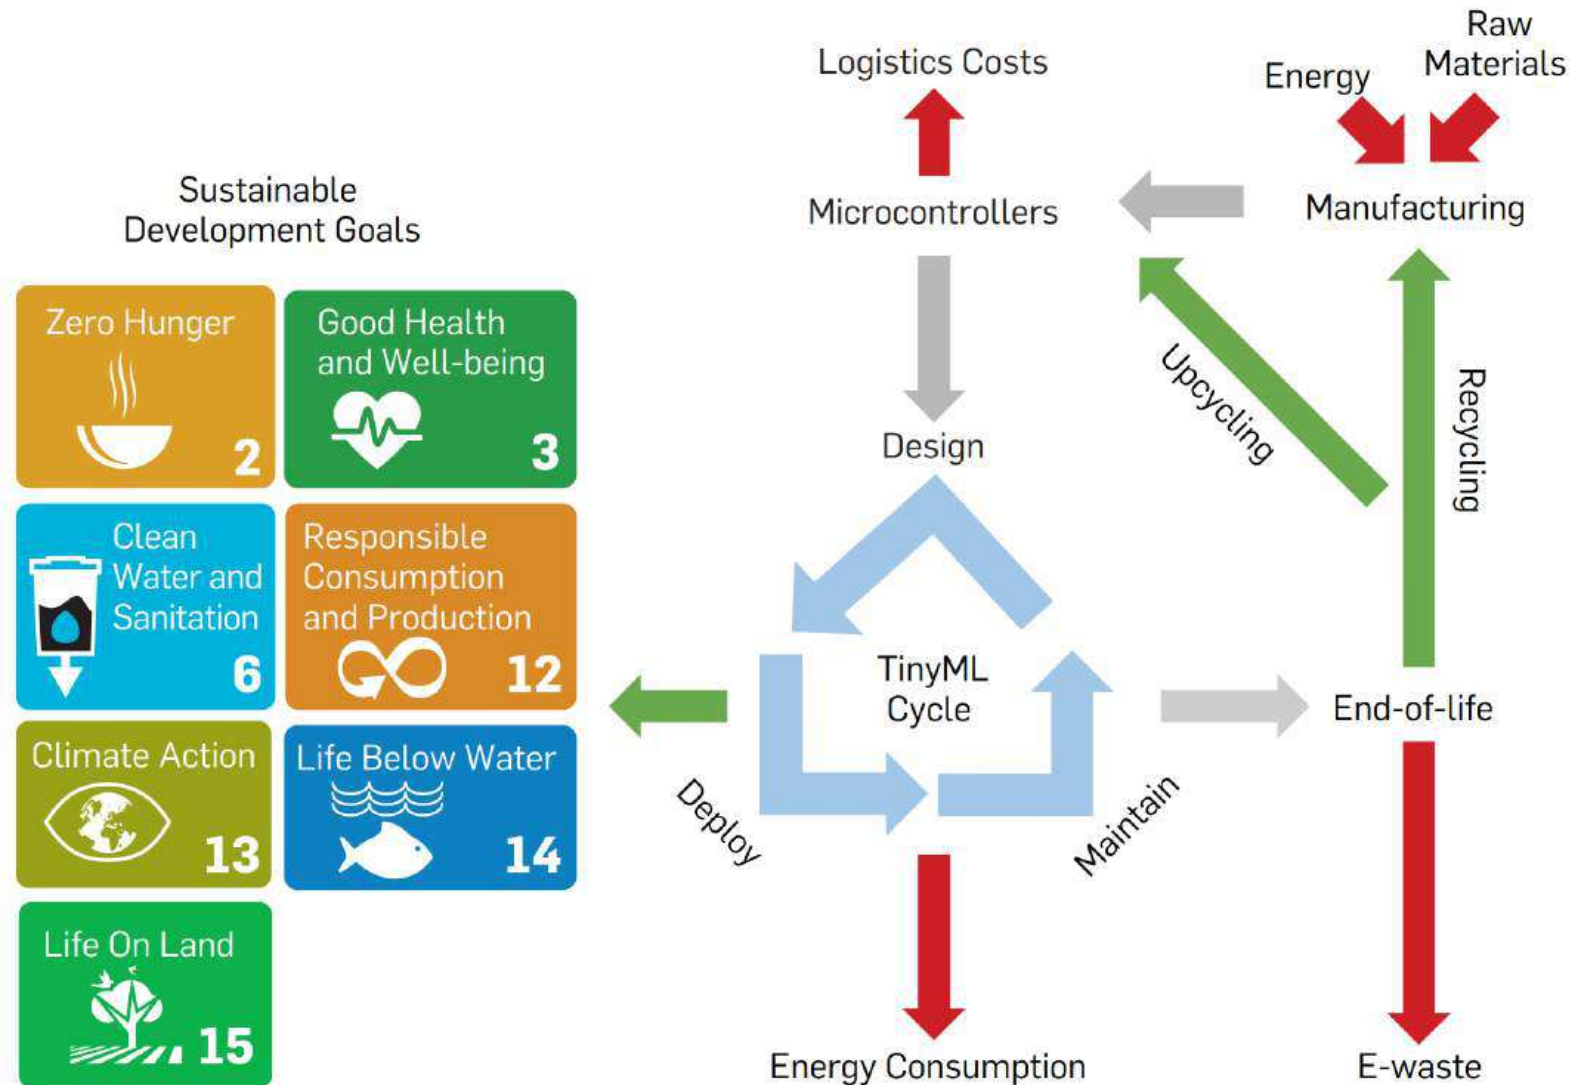 Sustainable
Development Goals
Zero Hunger
2
Good Health
and Well-being
3
Clean
Water and
Sanitation
6
Responsible
Consumption
and Production
12
Climate Action
13
Life Below Water
14
Life On Land
15
Logistics Costs
Microcontrollers
Energy
Raw
Materials
Manufacturing
Upcycling
Recycling
Design
TinyML
Cycle
Deploy
Maintain
End-of-life
Energy Consumption
E-waste